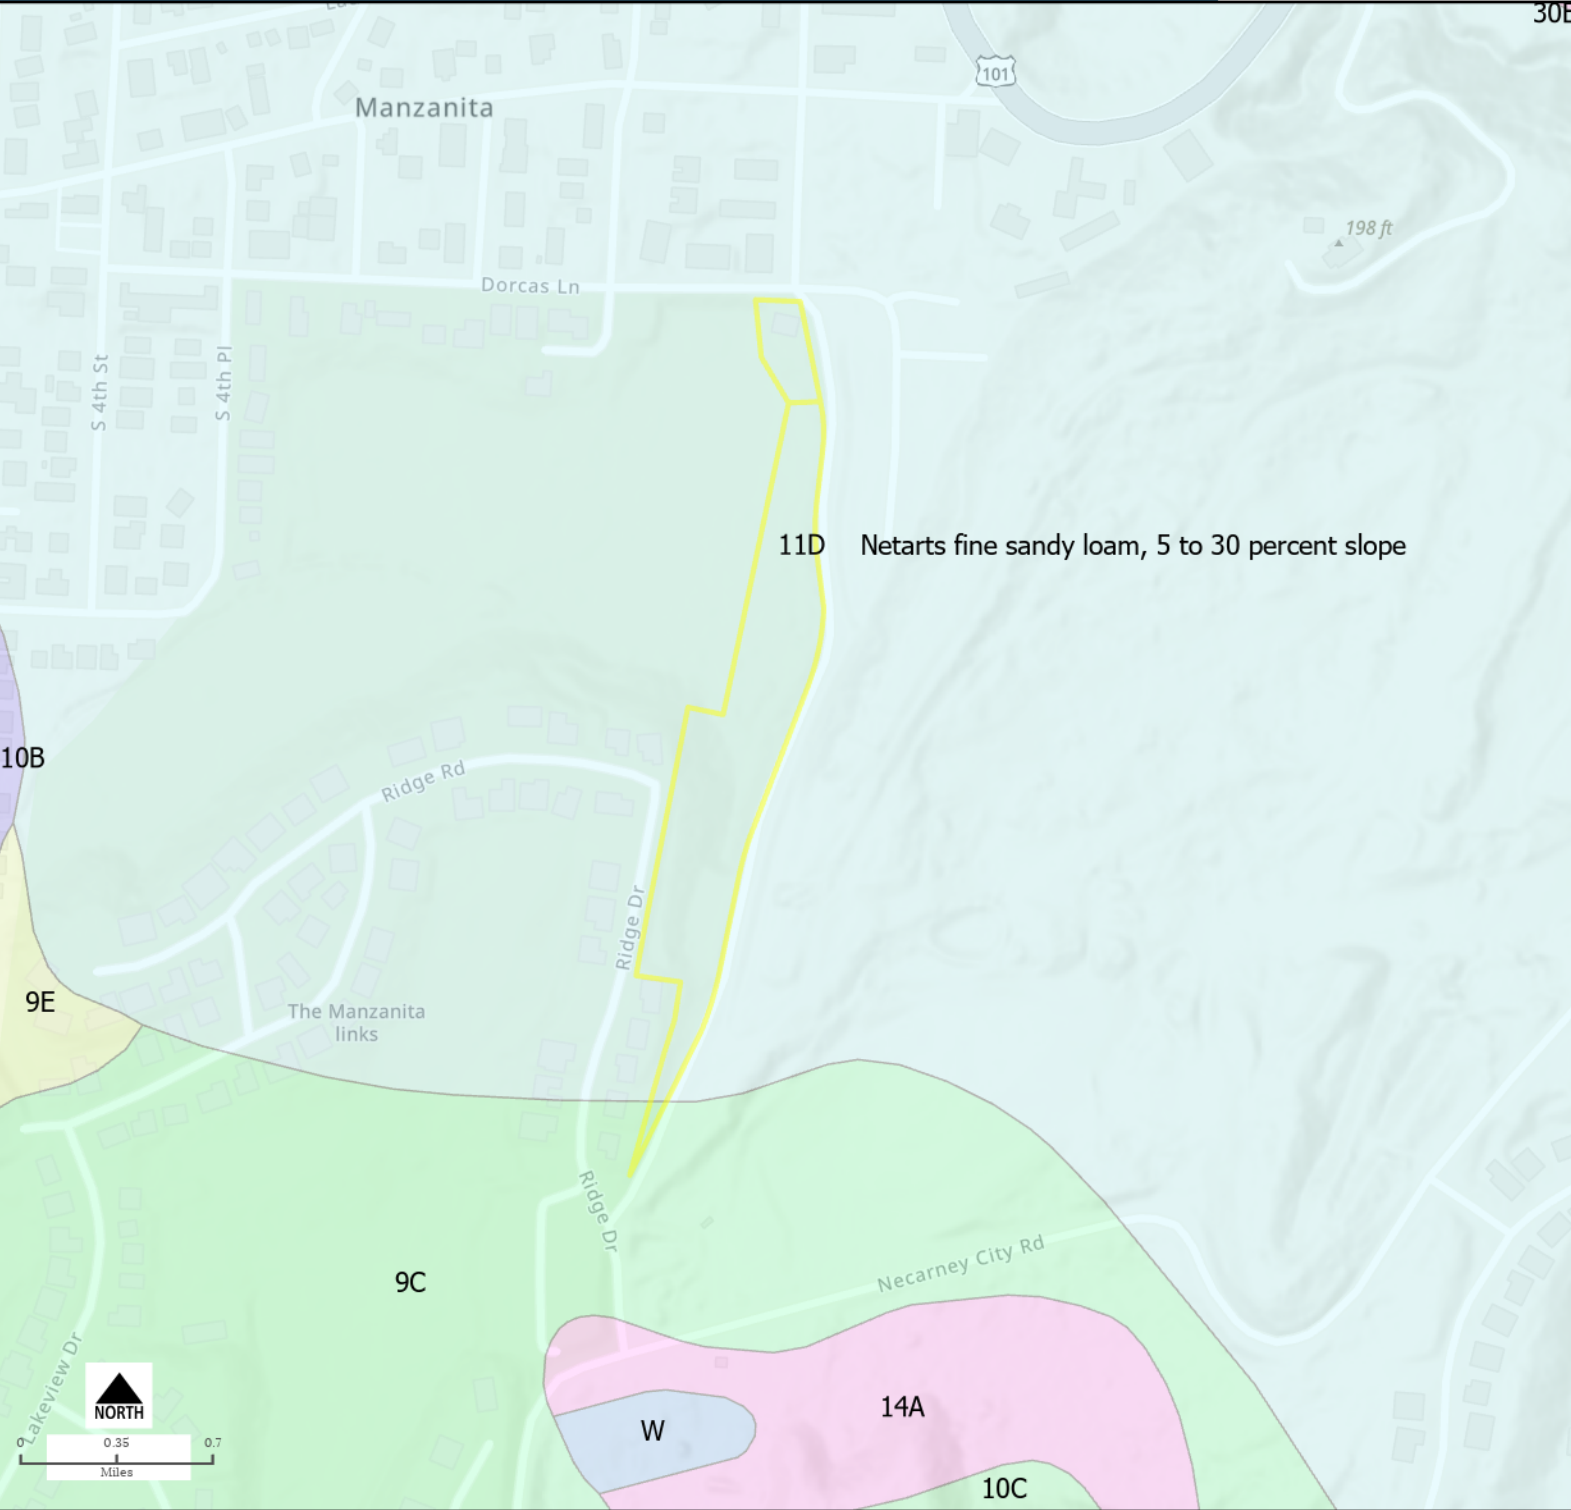 30E
101
Manzanita
198 ft
Dorcas Ln
S 4th St
S 4th Pl
11D Netarts fine sandy loam, 5 to 30 percent slope
10B
Ridge Rd
Ridge Dr
9E
The Manzanita
links
Ridge Dr
Necarney City Rd
9C
Lakeview Dr
NORTH
14A
W
0 0.35 0.7
Miles
10C